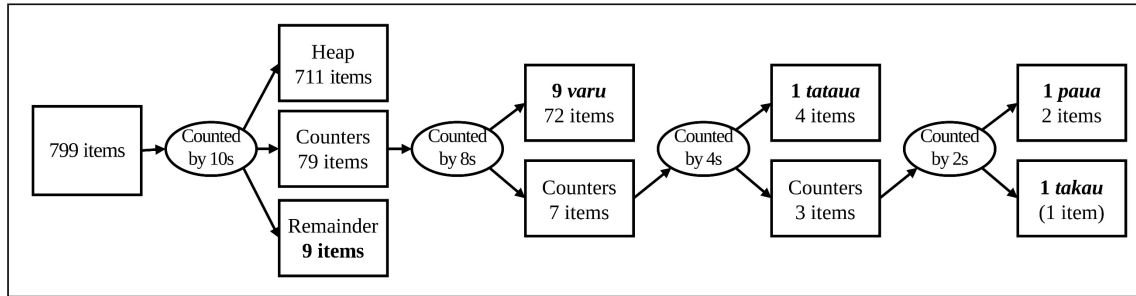 799 items
Counted
by 10s
Heap
711 items
Counters
79 items
Remainder
9 items
Counted
by 8s
9 varu
72 items
Counters
7 items
Counted
by 4s
1 tataua
4 items
Counters
3 items
Counted
by 2s
1 paua
2 items
1 takau
(1 item)